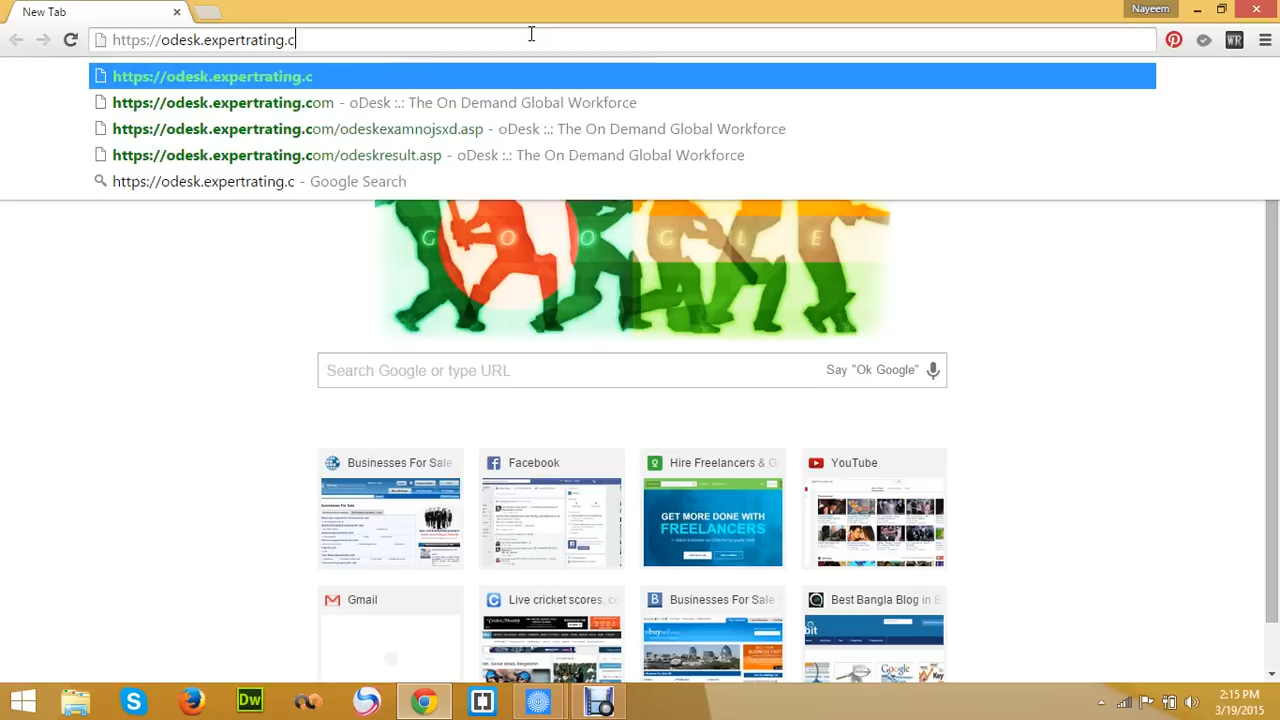 New Tab
Nayeem
https://odesk.expertrating.c
https://odesk.expertrating.c
https://odesk.expertrating.com - oDesk :.: The On Demand Global Workforce
https://odesk.expertrating.com/odeskexamnojsxd.asp - oDesk :.: The On Demand Global Workforce
https://odesk.expertrating.com/odeskresult.asp - oDesk :.: The On Demand Global Workforce
https://odesk.expertrating.c - Google Search
G O O G L E
Search Google or type URL
Say "Ok Google"
Businesses For Sale
Facebook
Hire Freelancers & G
YouTube
GET MORE DONE WITH
FREELANCERS
Gmail
Live cricket scores, co
Businesses For Sale
Best Bangla Blog in B
WR
Dw
2:15 PM
3/19/2015